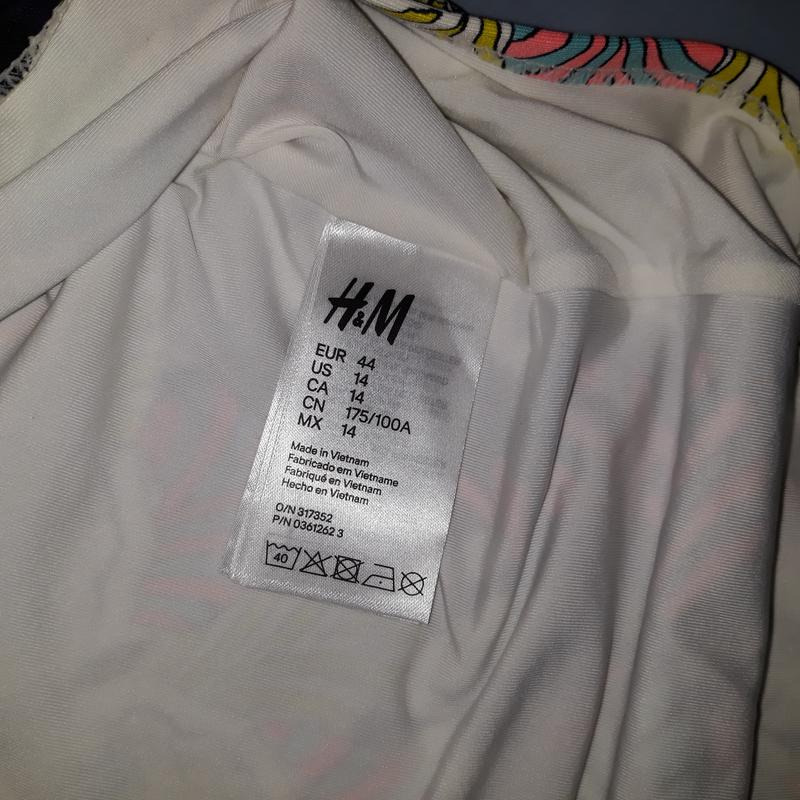 H&M
EUR 44
US 14
CA 14
CN 175/100A
MX 14
Made in Vietnam
Fabricado em Vietname
Fabriqué en Vietnam
Hecho en Vietnam
O/N 317352
P/N 0361262 3
40